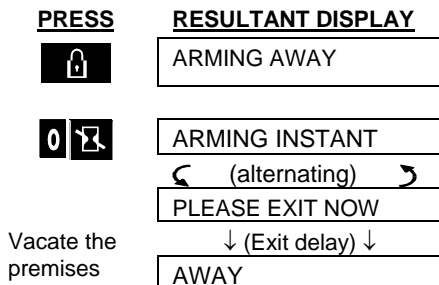 PRESS RESULTANT DISPLAY
ARMING AWAY
0 ARMING INSTANT
(alternating)
PLEASE EXIT NOW
Vacate the ↓ (Exit delay) ↓
premises AWAY